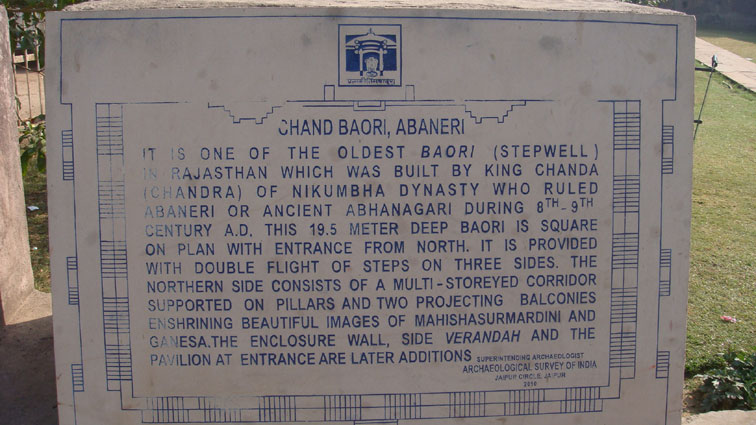 CHAND BAORI, ABANERI
IT IS ONE OF THE OLDEST BAORI (STEPWELL)
IN RAJASTHAN WHICH WAS BUILT BY KING CHANDA
(CHANDRA) OF NIKUMBHA DYNASTY WHO RULED
ABANERI OR ANCIENT ABHANAGARI DURING 8TH-9TH
CENTURY A.D. THIS 19.5 METER DEEP BAORI IS SQUARE
ON PLAN WITH ENTRANCE FROM NORTH. IT IS PROVIDED
WITH DOUBLE FLIGHT OF STEPS ON THREE SIDES. THE
NORTHERN SIDE CONSISTS OF A MULTI-STOREYED CORRIDOR
SUPPORTED ON PILLARS AND TWO PROJECTING BALCONIES
ENSHRINING BEAUTIFUL IMAGES OF MAHISHASURMARDINI AND
GANESA.THE ENCLOSURE WALL, SIDE VERANDAH AND THE
PAVILION AT ENTRANCE ARE LATER ADDITIONS
SUPERINTENDING ARCHAEOLOGIST
ARCHAEOLOGICAL SURVEY OF INDIA
JAIPUR CIRCLE, JAIPUR
2010